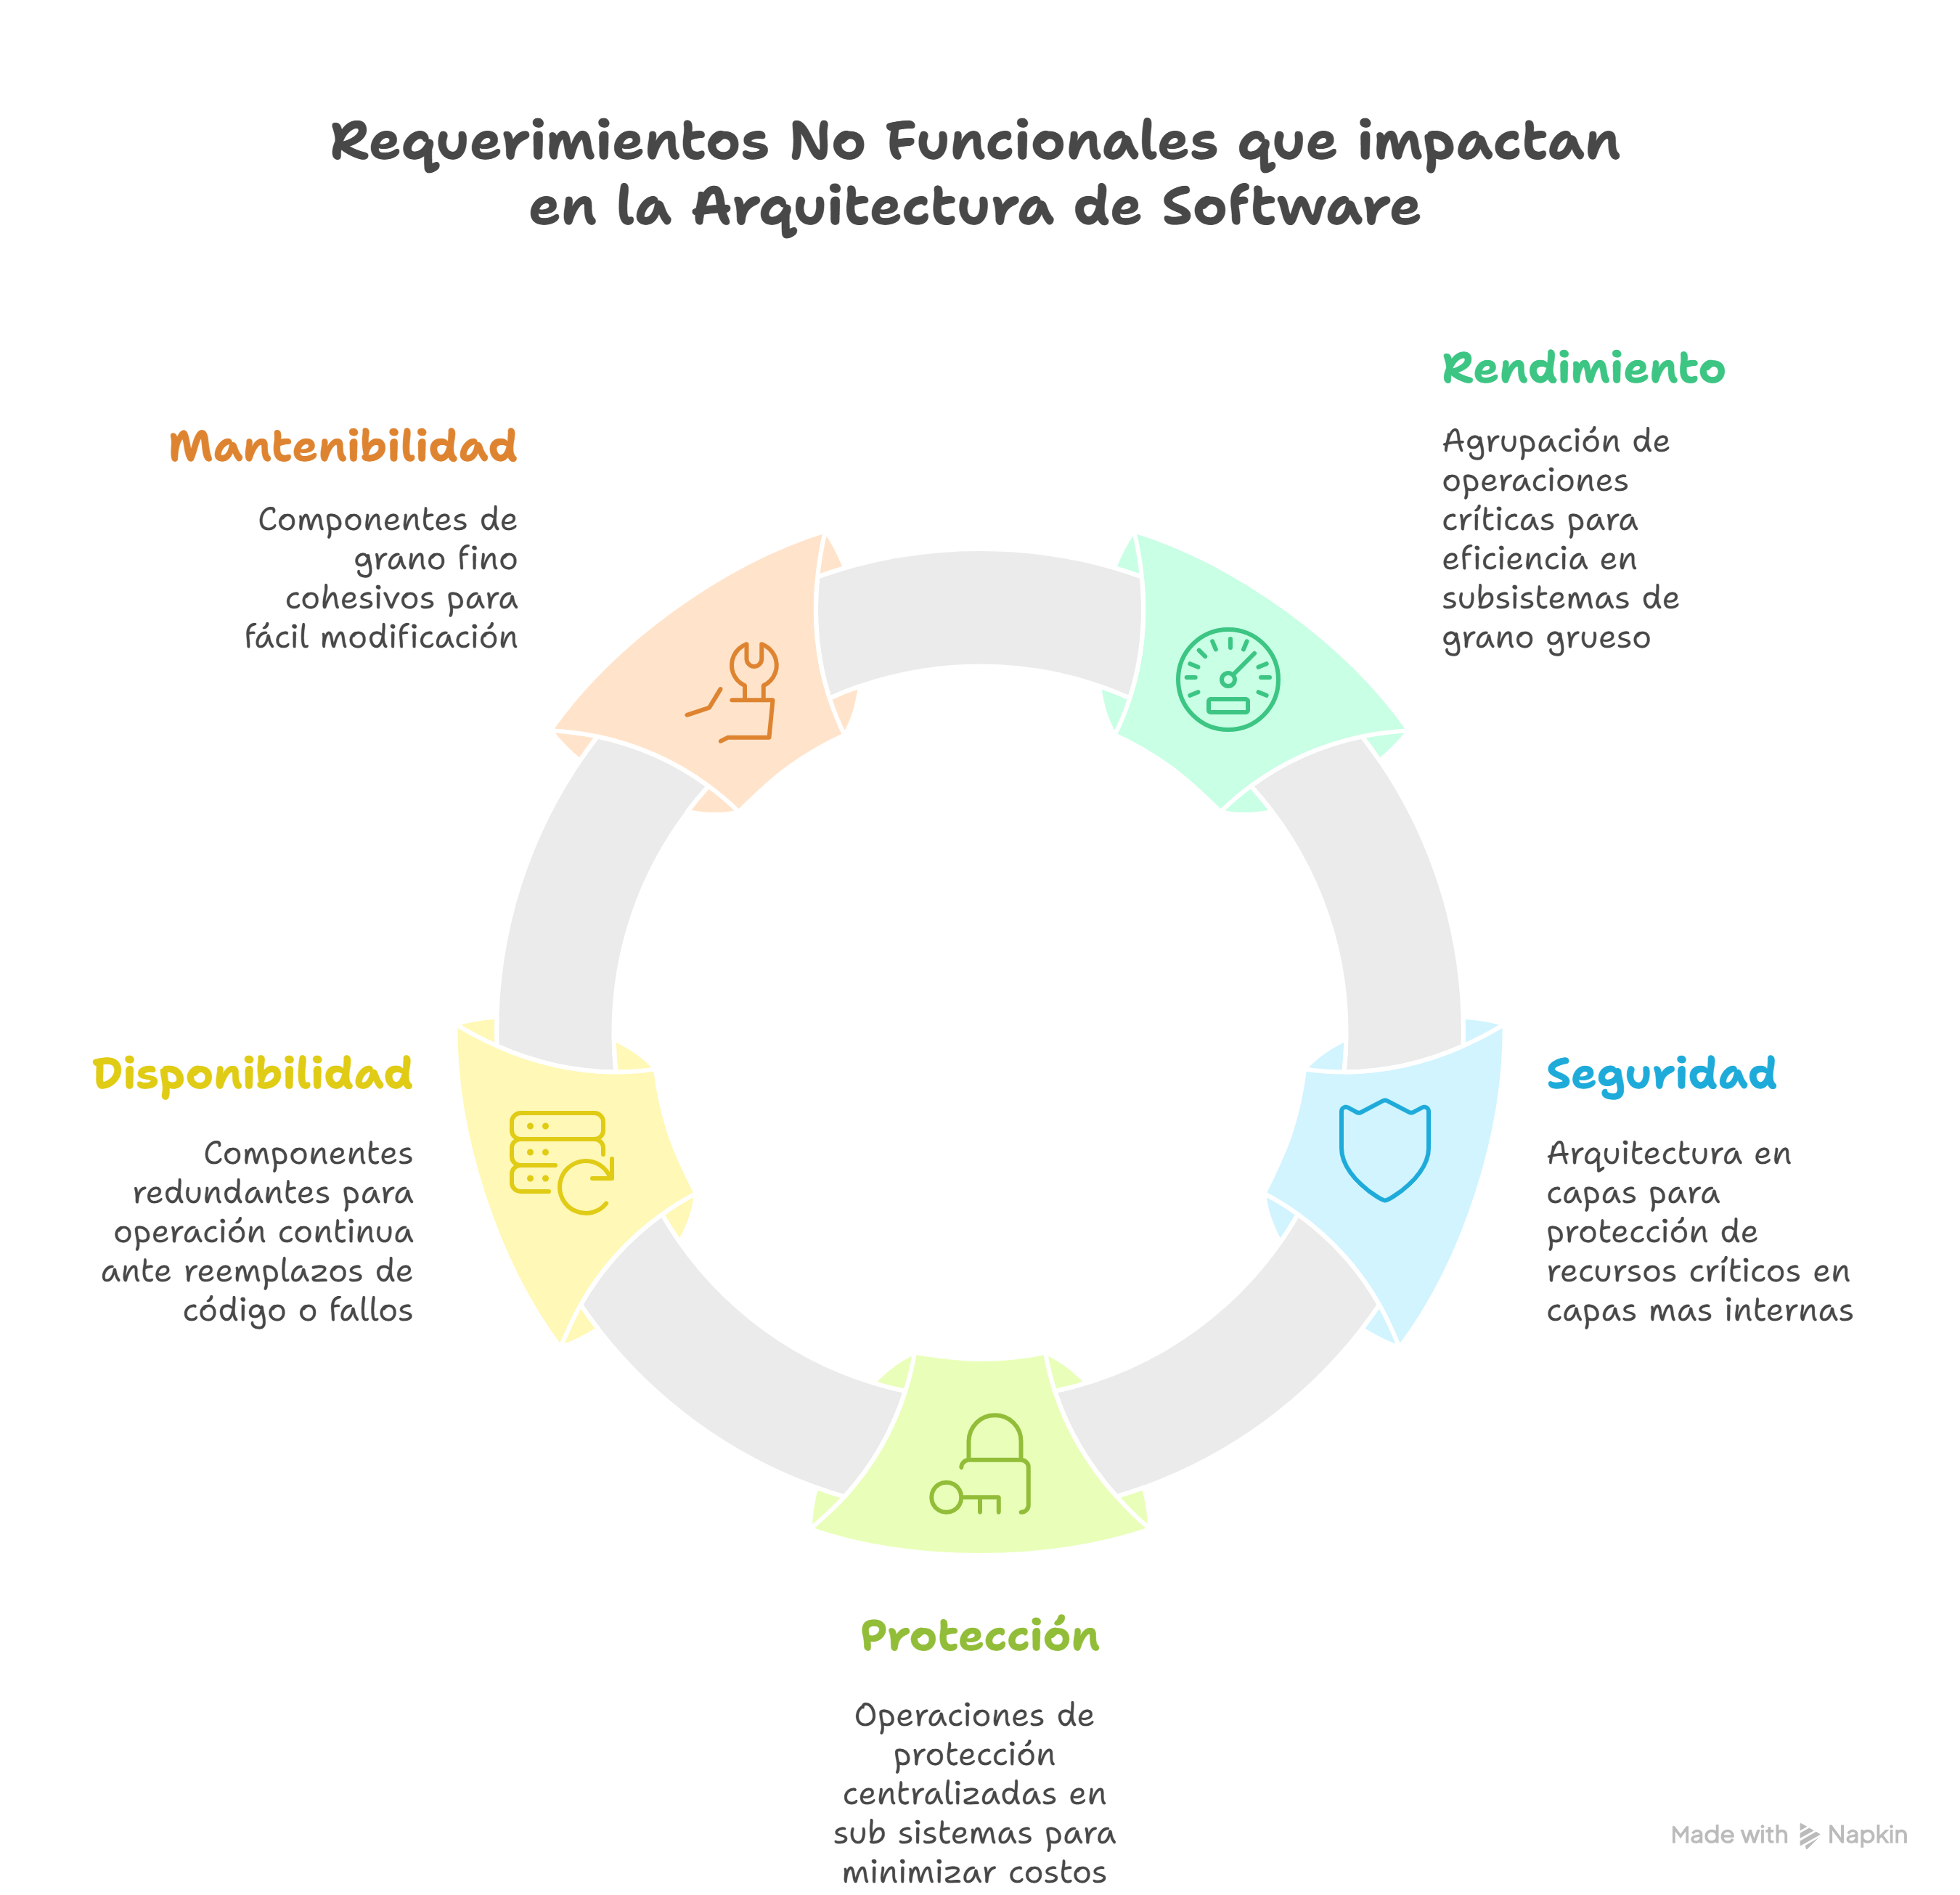 Requerimientos No Funcionales que impactan
en la Arquitectura de Software
Rendimiento
Agrupación de
operaciones
críticas para
eficiencia en
subsistemas de
grano grueso
Mantenibilidad
Componentes de
grano fino
cohesivos para
fácil modificación
Disponibilidad
Componentes
redundantes para
operación continua
ante reemplazos de
código o fallos
Seguridad
Arquitectura en
capas para
protección de
recursos críticos en
capas mas internas
Protección
Operaciones de
protección
centralizadas en
sub sistemas para
minimizar costos
Made with Napkin